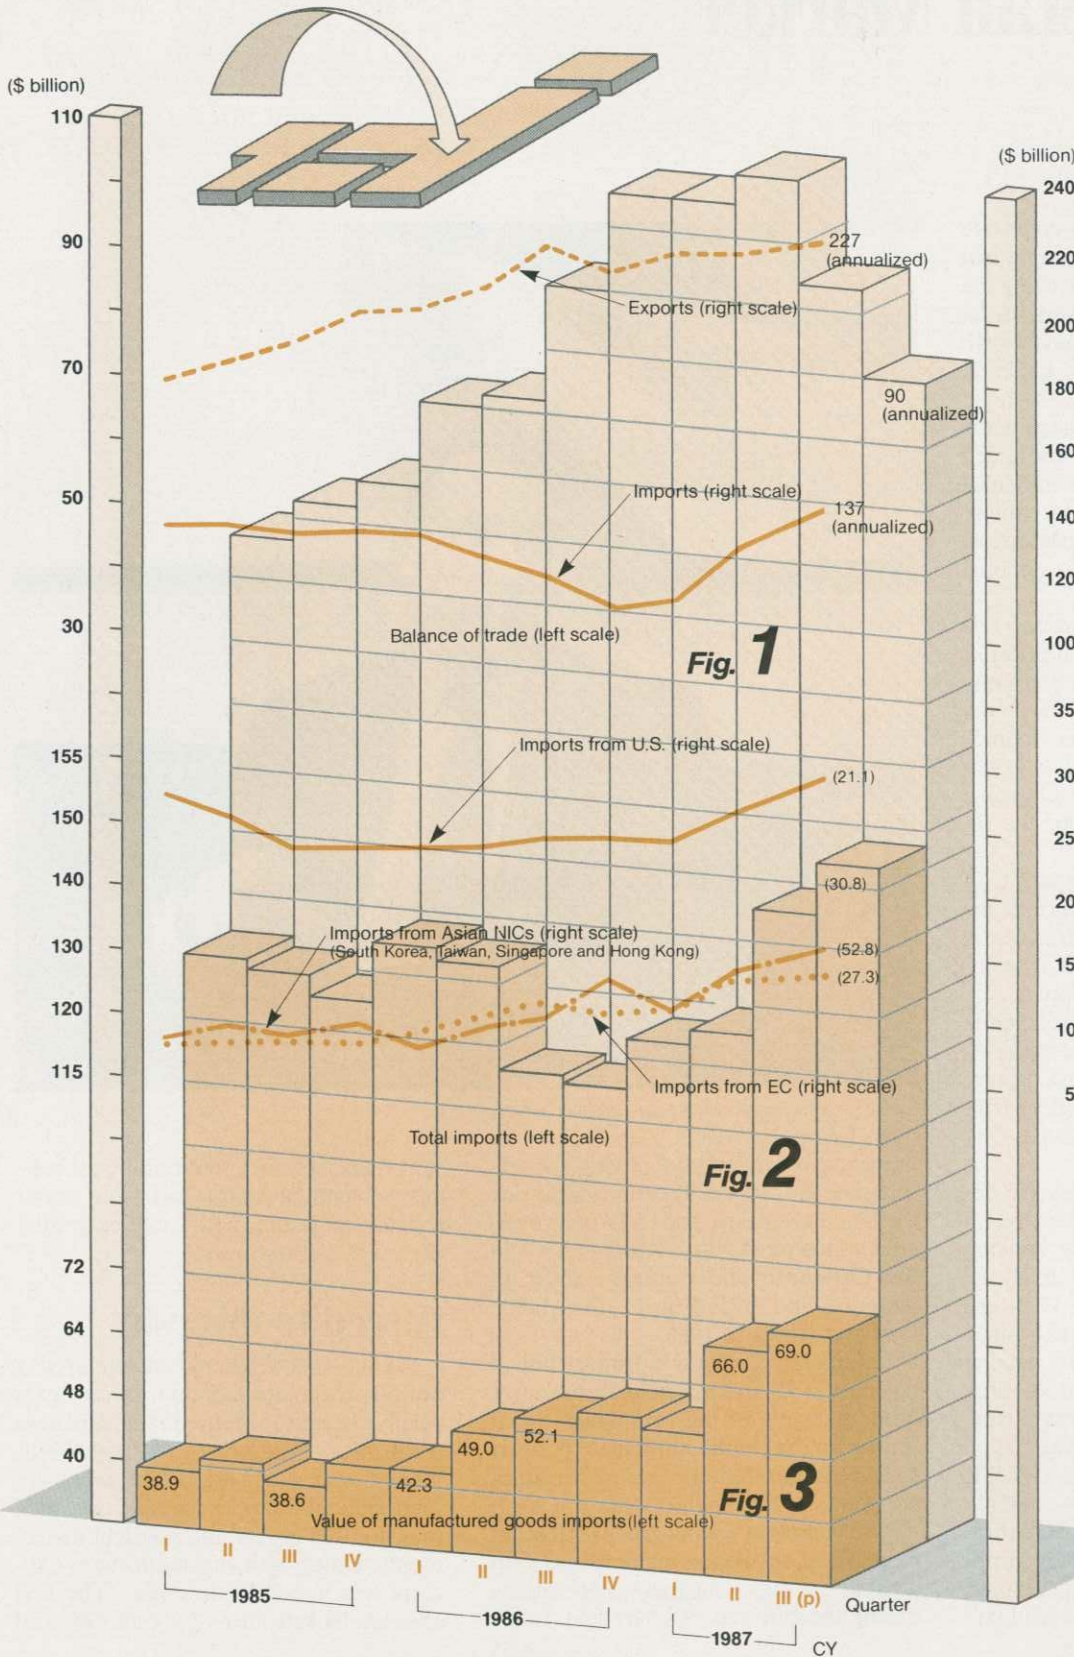 ($ billion)
110
90
70
50
30
155
150
140
130
120
115
72
64
48
40
($ billion)
240
220
200
180
160
140
120
100
35
30
25
20
15
10
5
227
(annualized)
Exports (right scale)
90
(annualized)
Imports (right scale)
137
(annualized)
Balance of trade (left scale)
Fig. 1
Imports from U.S. (right scale)
(21.1)
(30.8)
Imports from Asian NICs (right scale)
(South Korea, Taiwan, Singapore and Hong Kong)
(52.8)
(27.3)
Imports from EC (right scale)
Total imports (left scale)
Fig. 2
38.9
38.6
42.3
49.0
52.1
66.0
69.0
Fig. 3
Value of manufactured goods imports (left scale)
I II III IV I II III IV I II III (p) Quarter
1985 1986 1987 CY